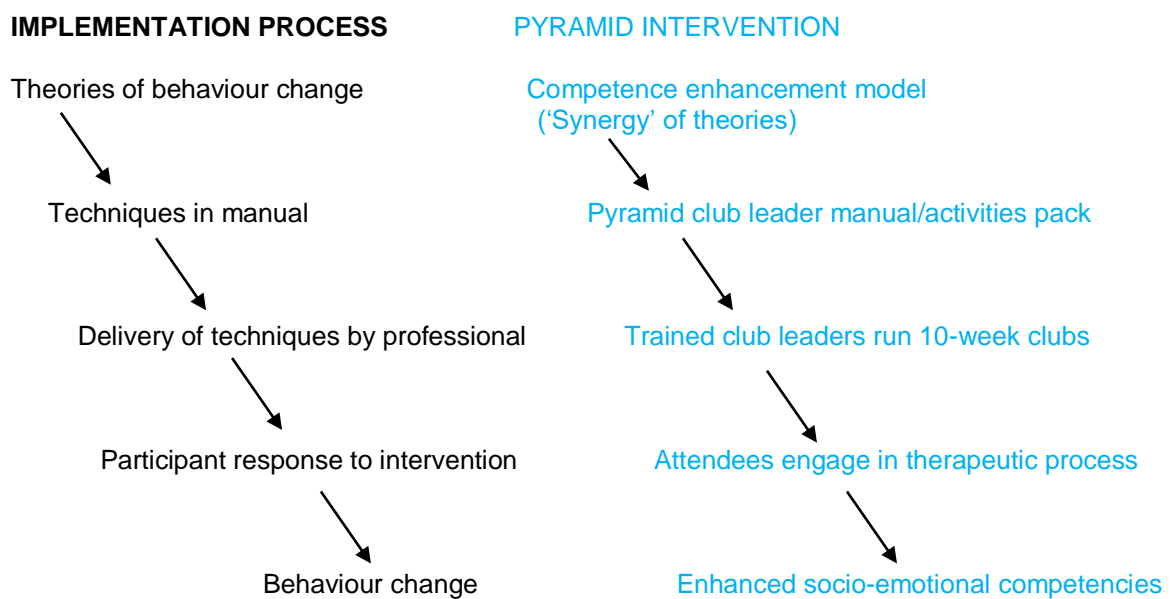 IMPLEMENTATION PROCESS
PYRAMID INTERVENTION
Theories of behaviour change
Competence enhancement model
(‘Synergy’ of theories)
Techniques in manual
Pyramid club leader manual/activities pack
Delivery of techniques by professional
Trained club leaders run 10-week clubs
Participant response to intervention
Attendees engage in therapeutic process
Behaviour change
Enhanced socio-emotional competencies